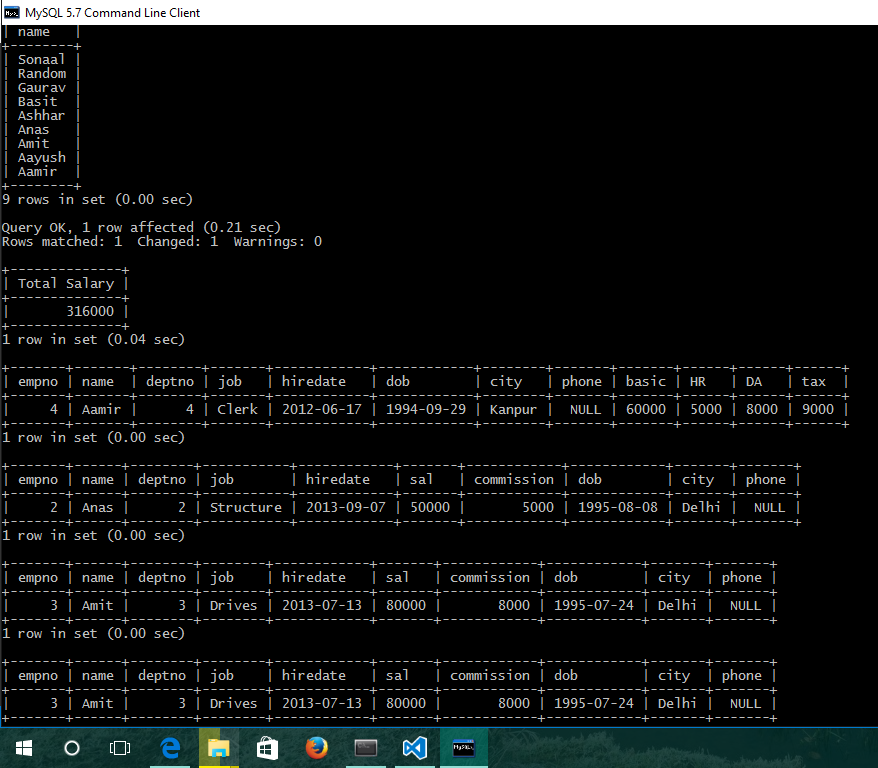 MySQL 5.7 Command Line Client
| name   |
+--------+
| Sonaal |
| Random |
| Gaurav |
| Basit  |
| Ashhar |
| Anas   |
| Amit   |
| Aayush |
| Aamir  |
+--------+
9 rows in set (0.00 sec)
Query OK, 1 row affected (0.21 sec)
Rows matched: 1  Changed: 1  Warnings: 0
+--------------+
| Total Salary |
+--------------+
|       316000 |
+--------------+
1 row in set (0.04 sec)
+-------+-------+--------+-------+------------+------------+--------+-------+-------+------+------+------+
| empno | name  | deptno | job   | hiredate   | dob        | city   | phone | basic | HR   | DA   | tax  |
+-------+-------+--------+-------+------------+------------+--------+-------+-------+------+------+------+
|     4 | Aamir |      4 | Clerk | 2012-06-17 | 1994-09-29 | Kanpur |  NULL | 60000 | 5000 | 8000 | 9000 |
+-------+-------+--------+-------+------------+------------+--------+-------+-------+------+------+------+
1 row in set (0.00 sec)
+-------+------+--------+-----------+------------+-------+------------+------------+-------+-------+
| empno | name | deptno | job       | hiredate   | sal   | commission | dob        | city  | phone |
+-------+------+--------+-----------+------------+-------+------------+------------+-------+-------+
|     2 | Anas |      2 | Structure | 2013-09-07 | 50000 |       5000 | 1995-08-08 | Delhi |  NULL |
+-------+------+--------+-----------+------------+-------+------------+------------+-------+-------+
1 row in set (0.00 sec)
+-------+------+--------+--------+------------+-------+------------+------------+-------+-------+
| empno | name | deptno | job    | hiredate   | sal   | commission | dob        | city  | phone |
+-------+------+--------+--------+------------+-------+------------+------------+-------+-------+
|     3 | Amit |      3 | Drives | 2013-07-13 | 80000 |       8000 | 1995-07-24 | Delhi |  NULL |
+-------+------+--------+--------+------------+-------+------------+------------+-------+-------+
1 row in set (0.00 sec)
+-------+------+--------+--------+------------+-------+------------+------------+-------+-------+
| empno | name | deptno | job    | hiredate   | sal   | commission | dob        | city  | phone |
+-------+------+--------+--------+------------+-------+------------+------------+-------+-------+
|     3 | Amit |      3 | Drives | 2013-07-13 | 80000 |       8000 | 1995-07-24 | Delhi |  NULL |
+-------+------+--------+--------+------------+-------+------------+------------+-------+-------+